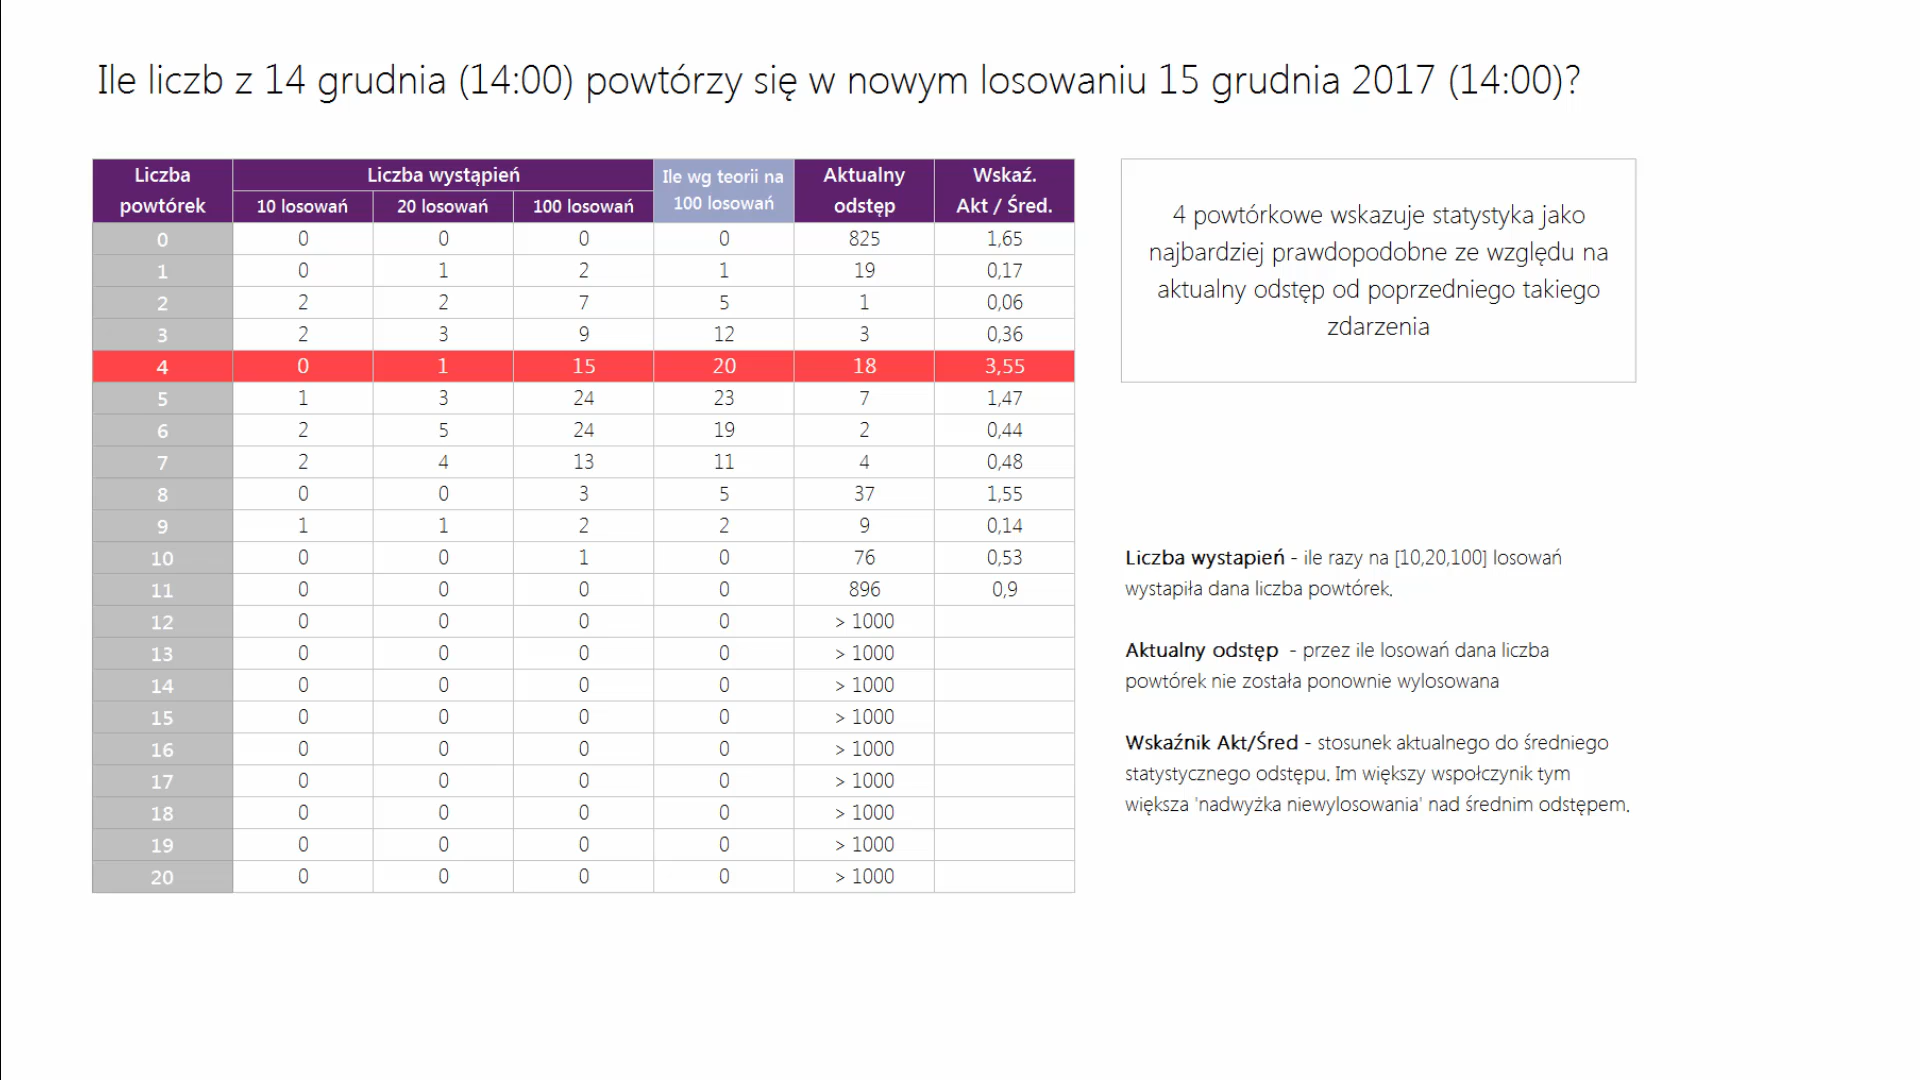 Ile liczb z 14 grudnia (14:00) powtórzy się w nowym losowaniu 15 grudnia 2017 (14:00)?
Liczba powtórek Liczba wystąpień Ile wg teorii na 100 losowań Aktualny odstęp Wskaź. Akt / Śred.
10 losowań 20 losowań 100 losowań
0 0 0 0 0 825 1,65
1 0 1 2 1 19 0,17
2 2 2 7 5 1 0,06
3 2 3 9 12 3 0,36
4 0 1 15 20 18 3,55
5 1 3 24 23 7 1,47
6 2 5 24 19 2 0,44
7 2 4 13 11 4 0,48
8 0 0 3 5 37 1,55
9 1 1 2 2 9 0,14
10 0 0 1 0 76 0,53
11 0 0 0 0 896 0,9
12 0 0 0 0 > 1000
13 0 0 0 0 > 1000
14 0 0 0 0 > 1000
15 0 0 0 0 > 1000
16 0 0 0 0 > 1000
17 0 0 0 0 > 1000
18 0 0 0 0 > 1000
19 0 0 0 0 > 1000
20 0 0 0 0 > 1000
4 powtórkowe wskazuje statystyka jako
najbardziej prawdopodobne ze względu na
aktualny odstęp od poprzedniego takiego
zdarzenia
Liczba wystapień - ile razy na [10,20,100] losowań
wystapiła dana liczba powtórek.
Aktualny odstęp - przez ile losowań dana liczba
powtórek nie została ponownie wylosowana
Wskaźnik Akt/Śred - stosunek aktualnego do średniego
statystycznego odstępu. Im większy wspołczynik tym
większa 'nadwyżka niewylosowania' nad średnim odstępem.